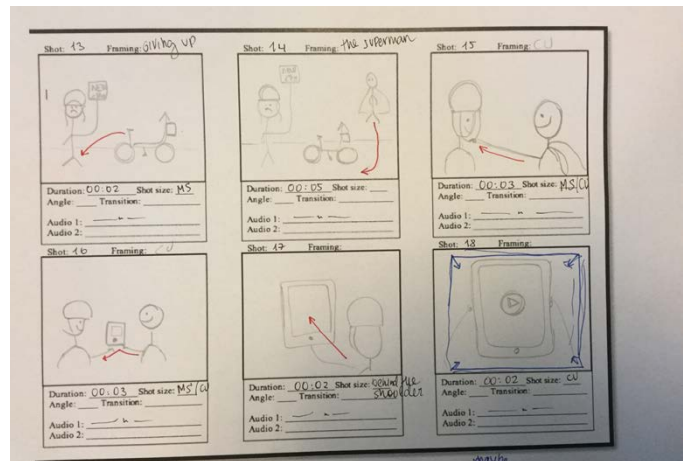 Shot: 13 Framing: giving up
Shot: 14 Framing: the superman
Shot: 15 Framing: CU
Duration: 00:02 Shot size: MS
Angle: Transition:
Audio 1:
Audio 2:
Duration: 00:05 Shot size:
Angle: Transition:
Audio 1:
Audio 2:
Duration: 00:03 Shot size: MS/CU
Angle: Transition:
Audio 1:
Audio 2:
Shot: 16 Framing: CU
Shot: 17 Framing:
Shot: 18 Framing:
Duration: 00:03 Shot size: MS/CU
Angle: Transition:
Audio 1:
Audio 2:
Duration: 00:02 Shot size: behind the
shoulder
Angle: Transition:
Audio 1:
Audio 2:
Duration: 00:02 Shot size: CU
Angle: Transition:
Audio 1:
Audio 2: